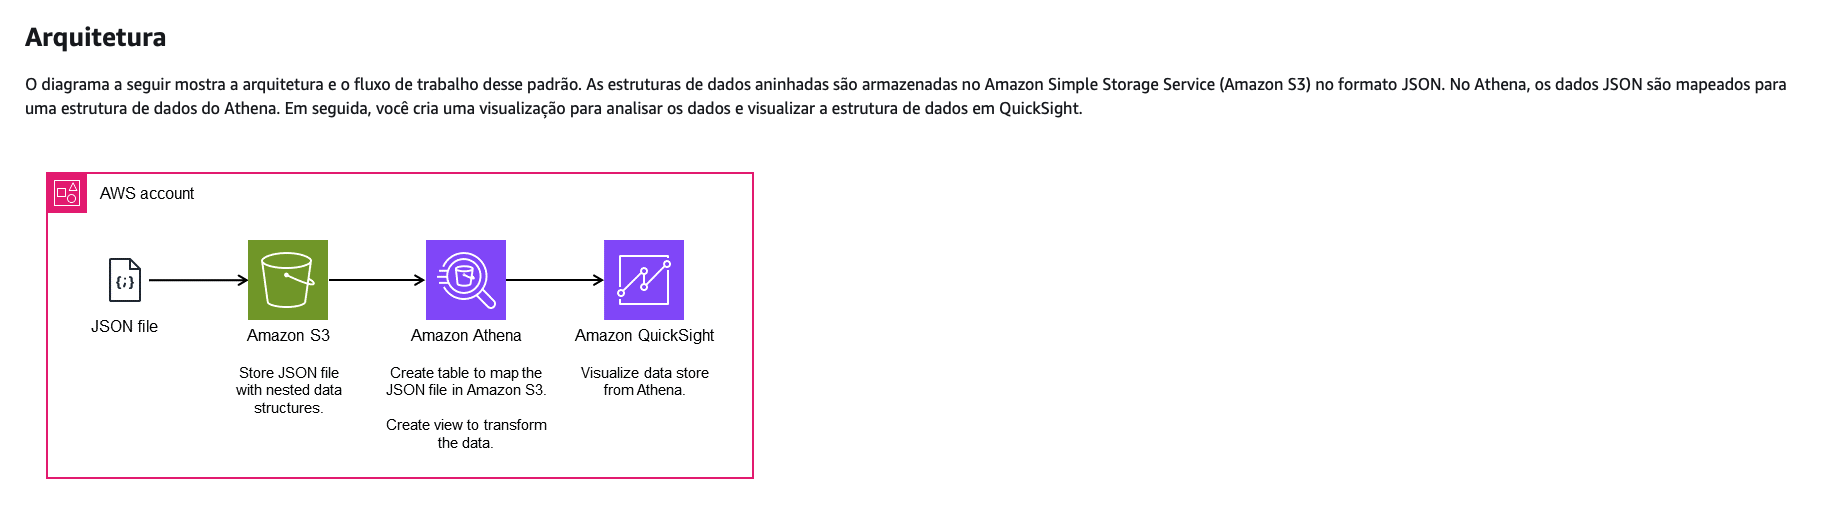 Arquitetura
O diagrama a seguir mostra a arquitetura e o fluxo de trabalho desse padrão. As estruturas de dados aninhadas são armazenadas no Amazon Simple Storage Service (Amazon S3) no formato JSON. No Athena, os dados JSON são mapeados para
uma estrutura de dados do Athena. Em seguida, você cria uma visualização para analisar os dados e visualizar a estrutura de dados em QuickSight.
AWS account
{;}
JSON file
Amazon S3
Store JSON file
with nested data
structures.
Amazon Athena
Create table to map the
JSON file in Amazon S3.
Create view to transform
the data.
Amazon QuickSight
Visualize data store
from Athena.